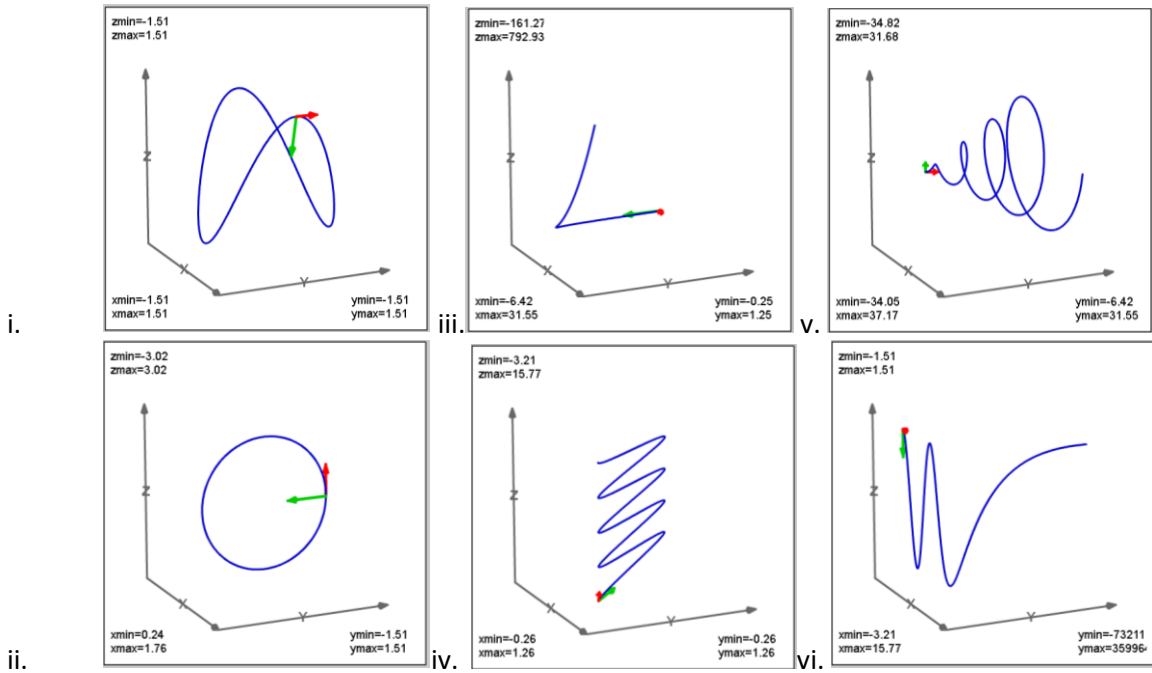 zmin=-1.51
zmax=1.51
Z
X
Y
xmin=-1.51
xmax=1.51
ymin=-1.51
ymax=1.51
i.
zmin=-161.27
zmax=792.93
Z
X
Y
xmin=-6.42
xmax=31.55
ymin=-0.25
ymax=1.25
iii.
zmin=-34.82
zmax=31.68
Z
X
Y
xmin=-34.05
xmax=37.17
ymin=-6.42
ymax=31.55
v.
zmin=-3.02
zmax=3.02
Z
X
Y
xmin=0.24
xmax=1.76
ymin=-1.51
ymax=1.51
ii.
zmin=-3.21
zmax=15.77
Z
X
Y
xmin=-0.26
xmax=1.26
ymin=-0.26
ymax=1.26
iv.
zmin=-1.51
zmax=1.51
Z
X
Y
xmin=-3.21
xmax=15.77
ymin=-73211
ymax=35996
vi.